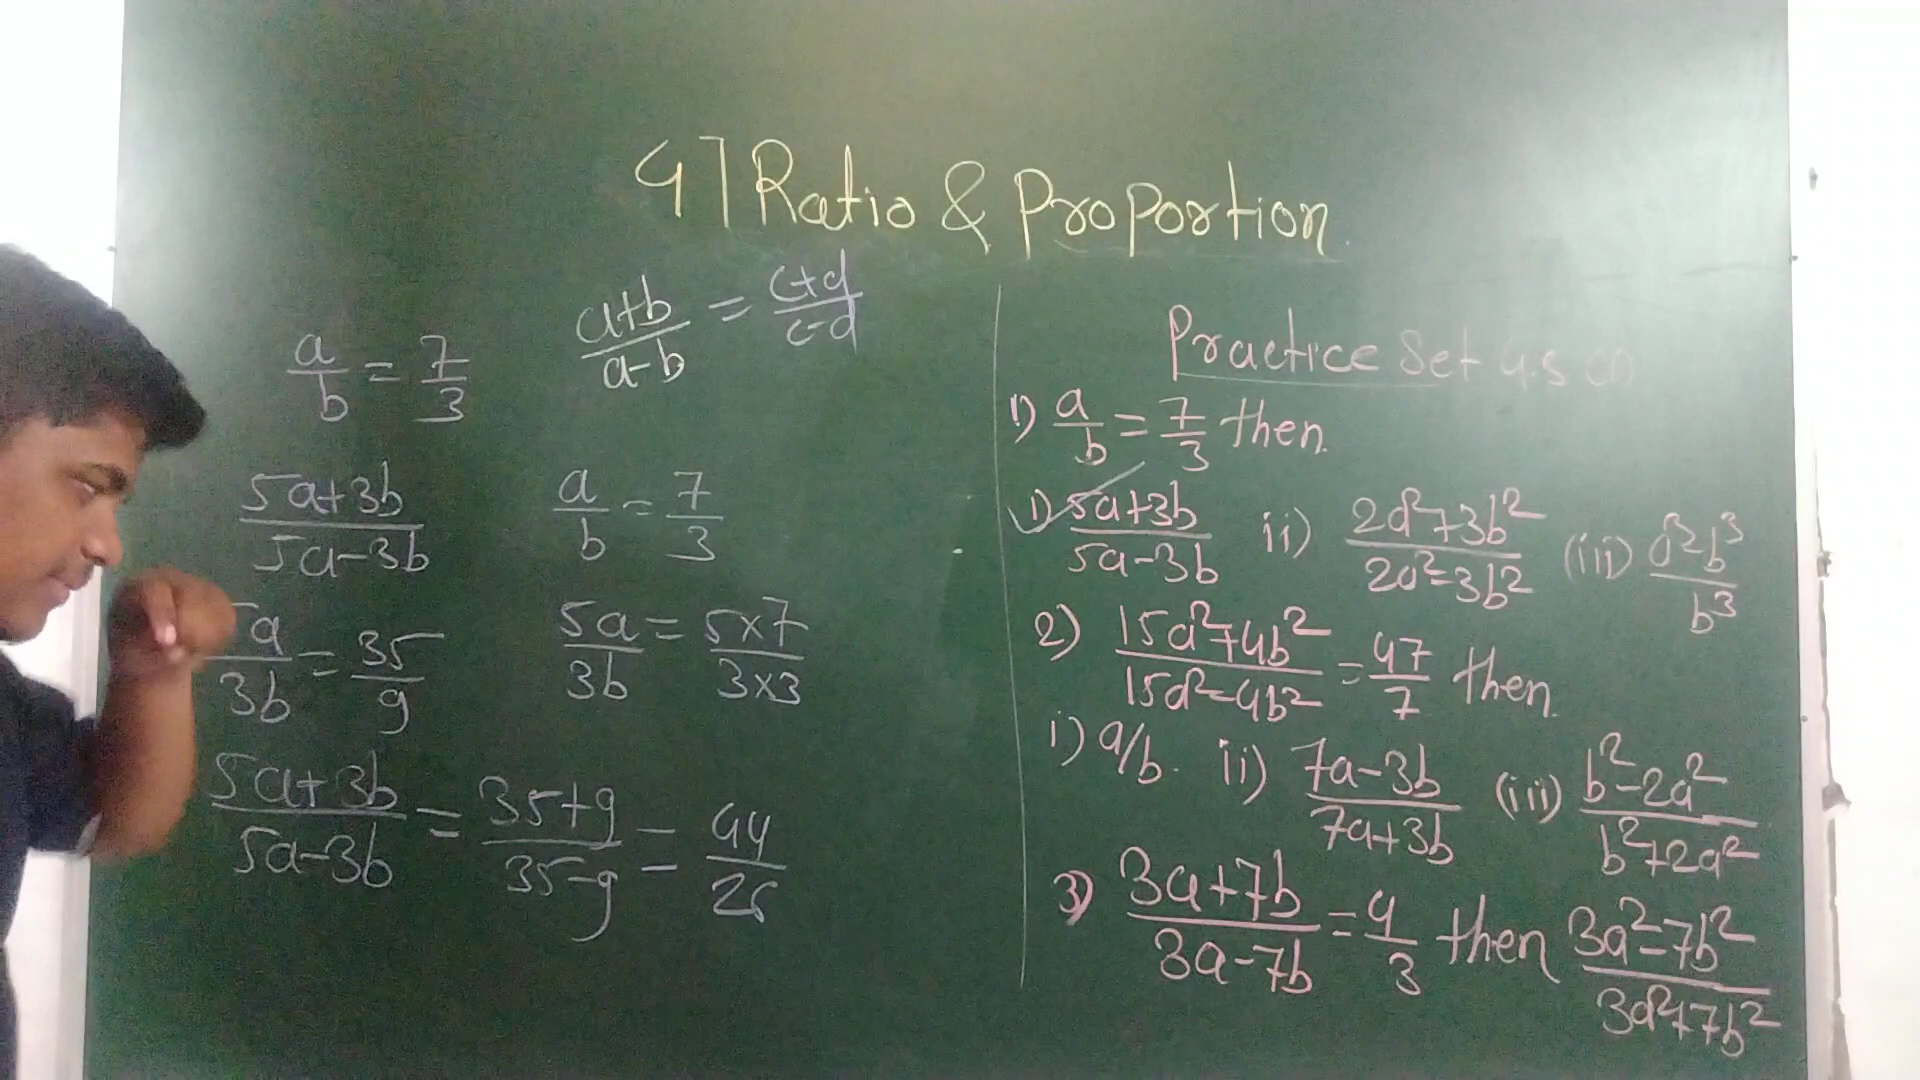 4] Ratio & Proportion
a/b = 7/3
(a+b)/(a-b) = (c+d)/(c-d)
(5a+3b)/(5a-3b)
a/b = 7/3
5a/3b = 35/9
5a/3b = (5×7)/(3×3)
(5a+3b)/(5a-3b) = (35+9)/(35-9) = 44/26
Practice Set 4.3
1) a/b = 7/3 then
i) (5a+3b)/(5a-3b) ii) (2a²+3b²)/(2a²-3b²) (iii) (a³-b³)/b³
2) (15a²+4b²)/(15a²-4b²) = 47/7 then
i) a/b. ii) (7a-3b)/(7a+3b) (iii) (b²-2a²)/(b²+2a²)
3) (3a+7b)/(3a-7b) = 4/3 then (3a²-7b²)/(3a²+7b²)